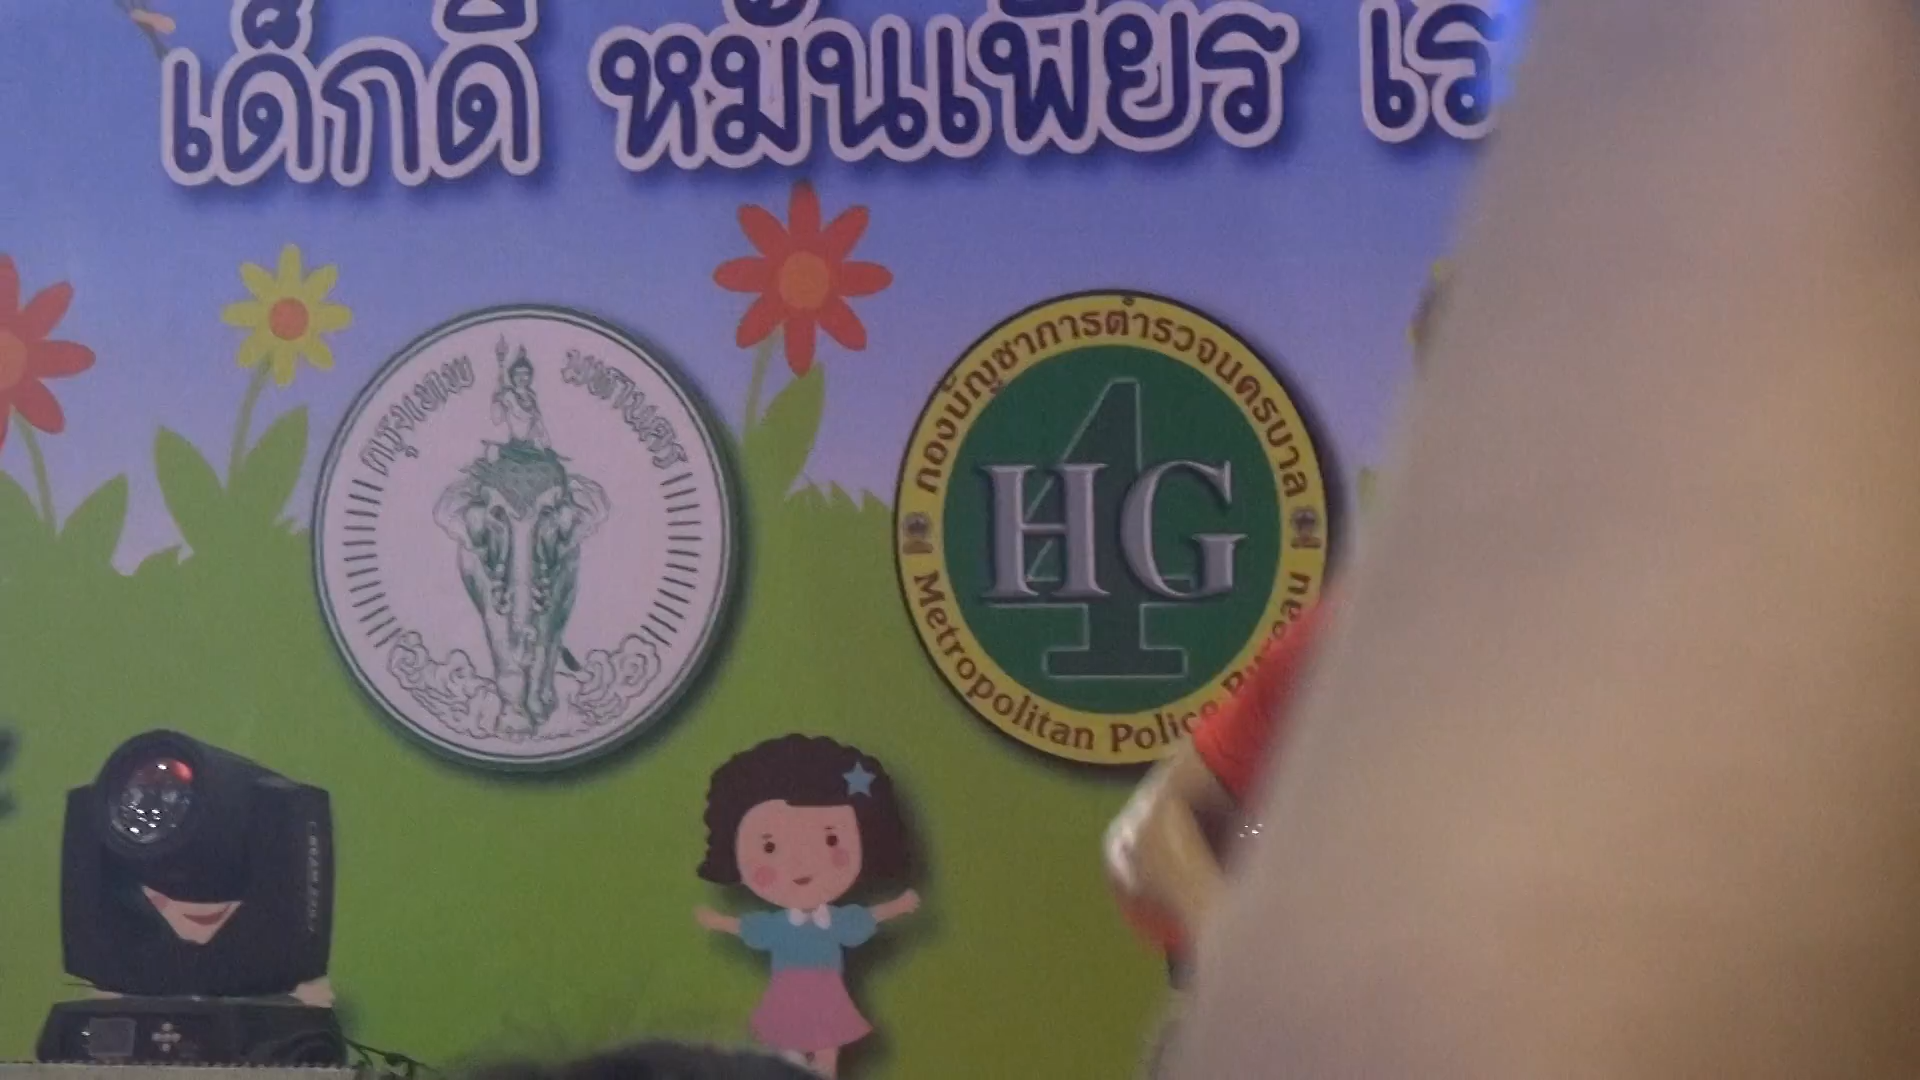 เด็กดี หมั่นเพียร
กรุงเทพ มหานคร
กองบัญชาการตำรวจนครบาล
4
HG
Metropolitan Police Bureau